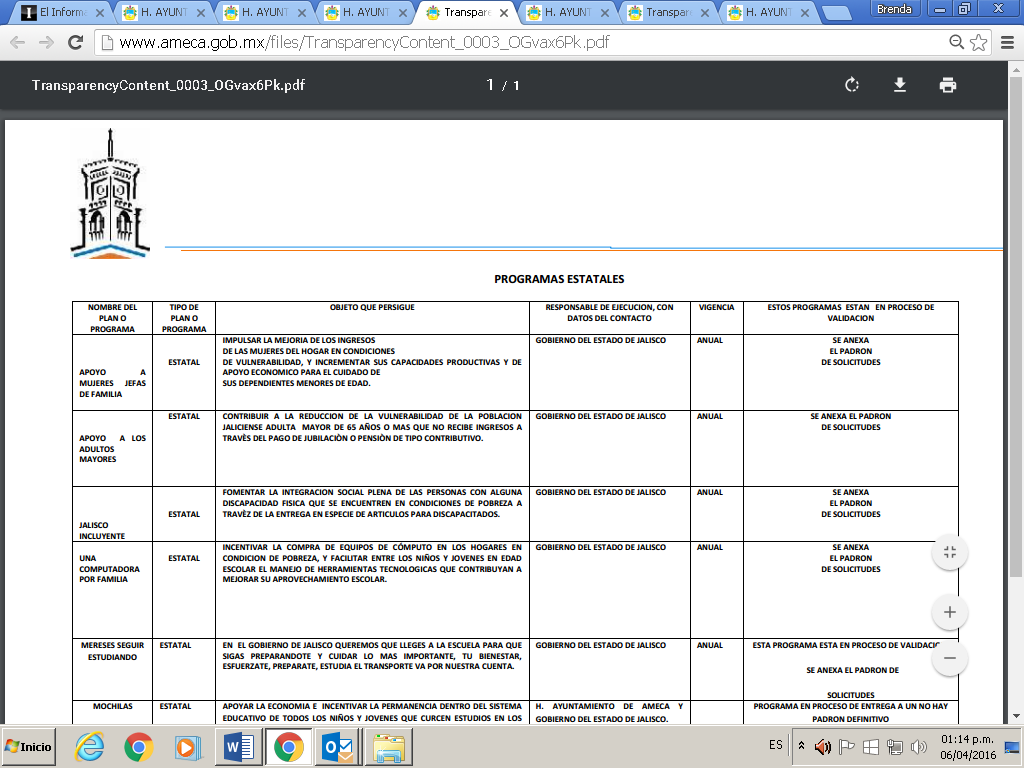 El Informa
H. AYUNT
H. AYUNT
H. AYUNT
Transpar
H. AYUNT
Transpar
H. AYUNT
Brenda
www.ameca.gob.mx/files/TransparencyContent_0003_OGvax6Pk.pdf
TransparencyContent_0003_OGvax6Pk.pdf
1 / 1
PROGRAMAS ESTATALES
NOMBRE DEL
PLAN O
PROGRAMA
TIPO DE
PLAN O
PROGRAMA
OBJETO QUE PERSIGUE
RESPONSABLE DE EJECUCION, CON
DATOS DEL CONTACTO
VIGENCIA
ESTOS PROGRAMAS ESTAN EN PROCESO DE
VALIDACION
APOYO A
MUJERES JEFAS
DE FAMILIA
ESTATAL
IMPULSAR LA MEJORIA DE LOS INGRESOS
DE LAS MUJERES DEL HOGAR EN CONDICIONES
DE VULNERABILIDAD, Y INCREMENTAR SUS CAPACIDADES PRODUCTIVAS Y DE
APOYO ECONOMICO PARA EL CUIDADO DE
SUS DEPENDIENTES MENORES DE EDAD.
GOBIERNO DEL ESTADO DE JALISCO
ANUAL
SE ANEXA
EL PADRON
DE SOLICITUDES
APOYO A LOS
ADULTOS
MAYORES
ESTATAL
CONTRIBUIR A LA REDUCCION DE LA VULNERABILIDAD DE LA POBLACION
JALICIENSE ADULTA MAYOR DE 65 AÑOS O MAS QUE NO RECIBE INGRESOS A
TRAVÈS DEL PAGO DE JUBILACIÒN O PENSIÒN DE TIPO CONTRIBUTIVO.
GOBIERNO DEL ESTADO DE JALISCO
ANUAL
SE ANEXA EL PADRON
DE SOLICITUDES
JALISCO
INCLUYENTE
ESTATAL
FOMENTAR LA INTEGRACION SOCIAL PLENA DE LAS PERSONAS CON ALGUNA
DISCAPACIDAD FISICA QUE SE ENCUENTREN EN CONDICIONES DE POBREZA A
TRAVÈZ DE LA ENTREGA EN ESPECIE DE ARTICULOS PARA DISCAPACITADOS.
GOBIERNO DEL ESTADO DE JALISCO
ANUAL
SE ANEXA
EL PADRON
DE SOLICITUDES
UNA
COMPUTADORA
POR FAMILIA
ESTATAL
INCENTIVAR LA COMPRA DE EQUIPOS DE CÓMPUTO EN LOS HOGARES EN
CONDICION DE POBREZA, Y FACILITAR ENTRE LOS NIÑOS Y JOVENES EN EDAD
ESCOLAR EL MANEJO DE HERRAMIENTAS TECNOLOGICAS QUE CONTRIBUYAN A
MEJORAR SU APROVECHAMIENTO ESCOLAR.
GOBIERNO DEL ESTADO DE JALISCO
ANUAL
SE ANEXA
EL PADRON
DE SOLICITUDES
MERESES SEGUIR
ESTUDIANDO
ESTATAL
EN EL GOBIERNO DE JALISCO QUEREMOS QUE LLEGES A LA ESCUELA PARA QUE
SIGAS PREPARANDOTE Y CUIDAR LO MAS IMPORTANTE, TU BIENESTAR,
ESFUERZATE, PREPARATE, ESTUDIA EL TRANSPORTE VA POR NUESTRA CUENTA.
GOBIERNO DEL ESTADO DE JALISCO
ANUAL
ESTA PROGRAMA ESTA EN PROCESO DE VALIDACIO
SE ANEXA EL PADRON DE
SOLICITUDES
MOCHILAS
ESTATAL
APOYAR LA ECONOMIA E INCENTIVAR LA PERMANENCIA DENTRO DEL SISTEMA
EDUCATIVO DE TODOS LOS NIÑOS Y JOVENES QUE CURCEN ESTUDIOS EN LOS
H. AYUNTAMIENTO DE AMECA Y
GOBIERNO DEL ESTADO DE JALISCO.
PROGRAMA EN PROCESO DE ENTREGA A UN NO HAY
PADRON DEFINITIVO
Inicio
ES
01:14 p.m.
06/04/2016